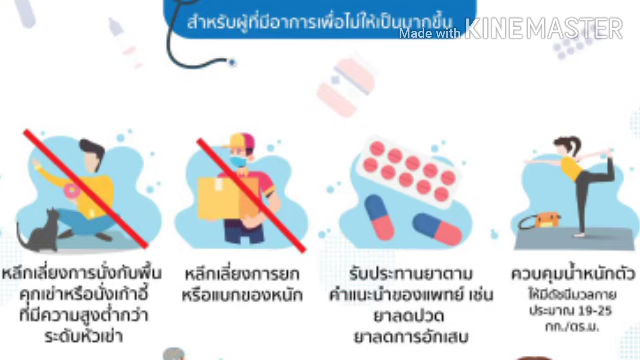 สำหรับผู้ที่มีอาการเพื่อไม่ให้เป็นมากขึ้น
Made with KINEMASTER
หลีกเลี่ยงการนั่งกับพื้น
คุกเข่าหรือนั่งเก้าอี้
ที่มีความสูงต่ำกว่า
ระดับหัวเข่า
หลีกเลี่ยงการยก
หรือแบกของหนัก
รับประทานยาตาม
คำแนะนำของแพทย์ เช่น
ยาลดปวด
ยาลดการอักเสบ
ควบคุมน้ำหนักตัว
ให้มีดัชนีมวลกาย
ประมาณ 19-25
กก./ตร.ม.